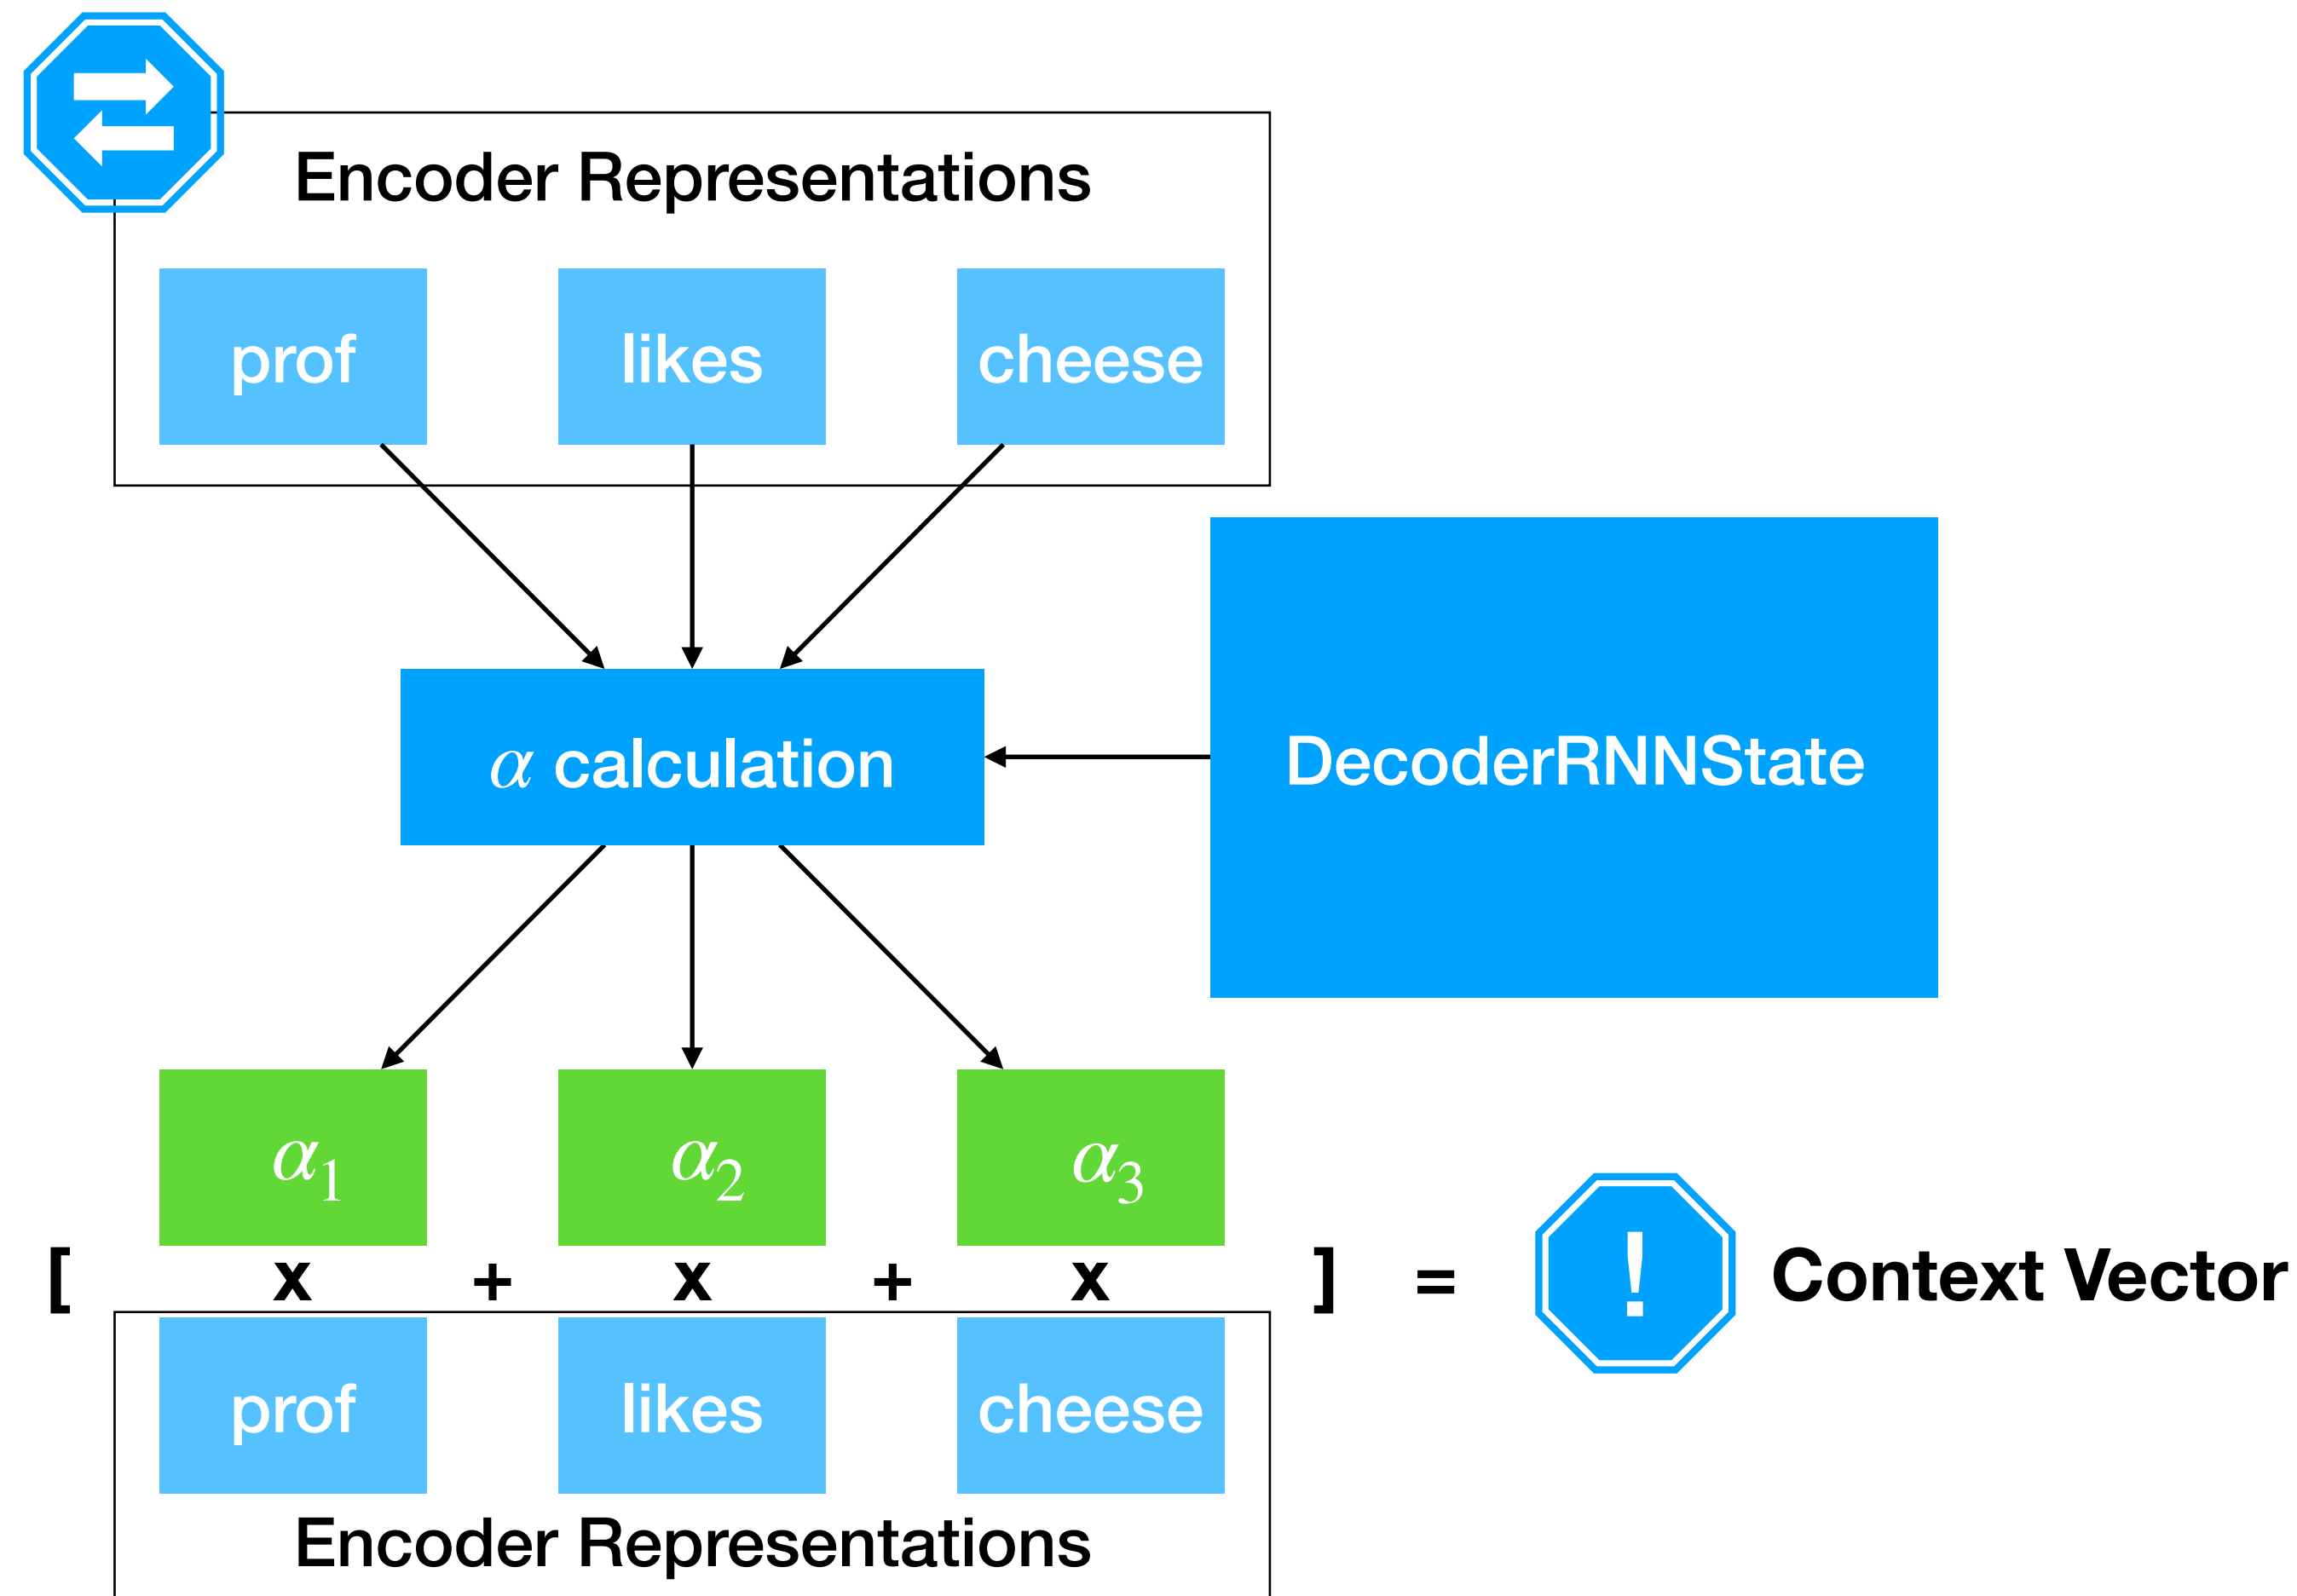 Encoder Representations
prof likes cheese
α calculation
DecoderRNNState
α1 α2 α3
[ x + x + x ] = ! Context Vector
prof likes cheese
Encoder Representations